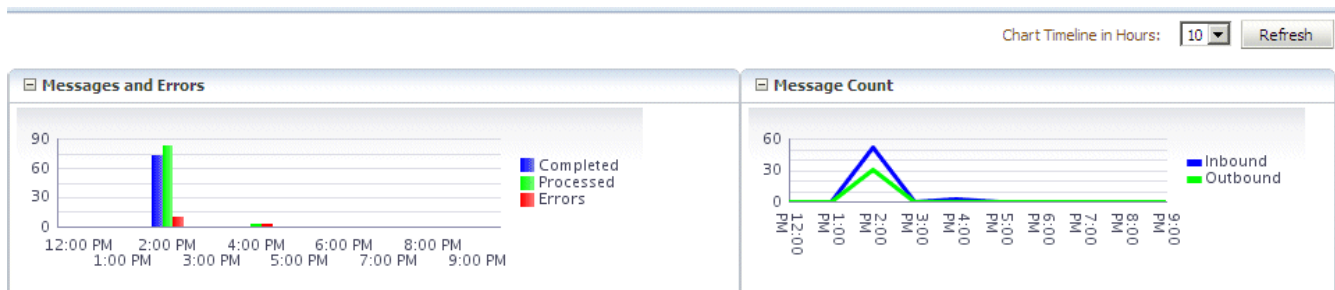 Chart Timeline in Hours: 10 Refresh
Messages and Errors
90
60
30
0
12:00 PM 2:00 PM 4:00 PM 6:00 PM 8:00 PM
1:00 PM 3:00 PM 5:00 PM 7:00 PM 9:00 PM
Completed
Processed
Errors
Message Count
60
30
0
12:00 PM
1:00 PM
2:00 PM
3:00 PM
4:00 PM
5:00 PM
6:00 PM
7:00 PM
8:00 PM
9:00 PM
Inbound
Outbound